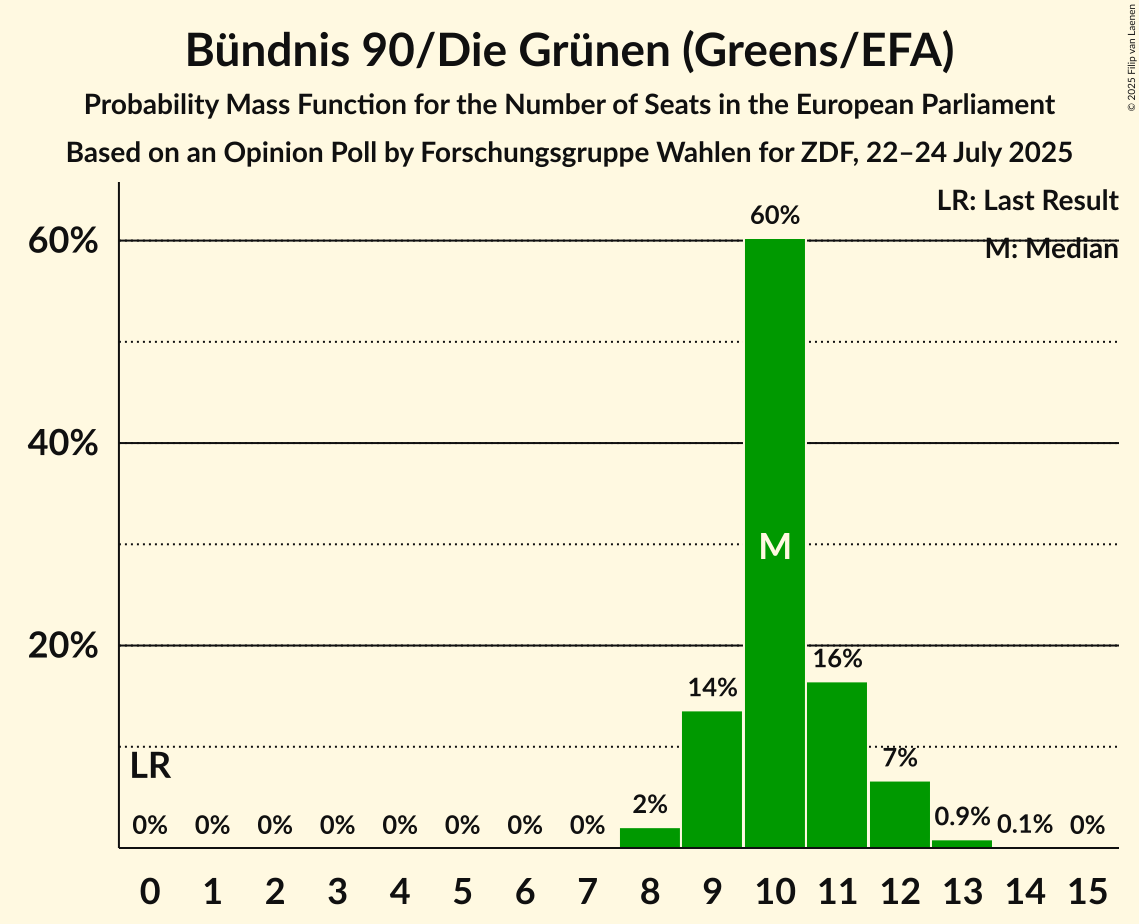 Bündnis 90/Die Grünen (Greens/EFA)
Probability Mass Function for the Number of Seats in the European Parliament
Based on an Opinion Poll by Forschungsgruppe Wahlen for ZDF, 22–24 July 2025
© 2025 Filip van Laenen
LR: Last Result
M: Median
60%
40%
20%
60%
M
16%
14%
7%
LR
2%
0.9%
0.1%
0% 0% 0% 0% 0% 0% 0% 0% 0%
0 1 2 3 4 5 6 7 8 9 10 11 12 13 14 15